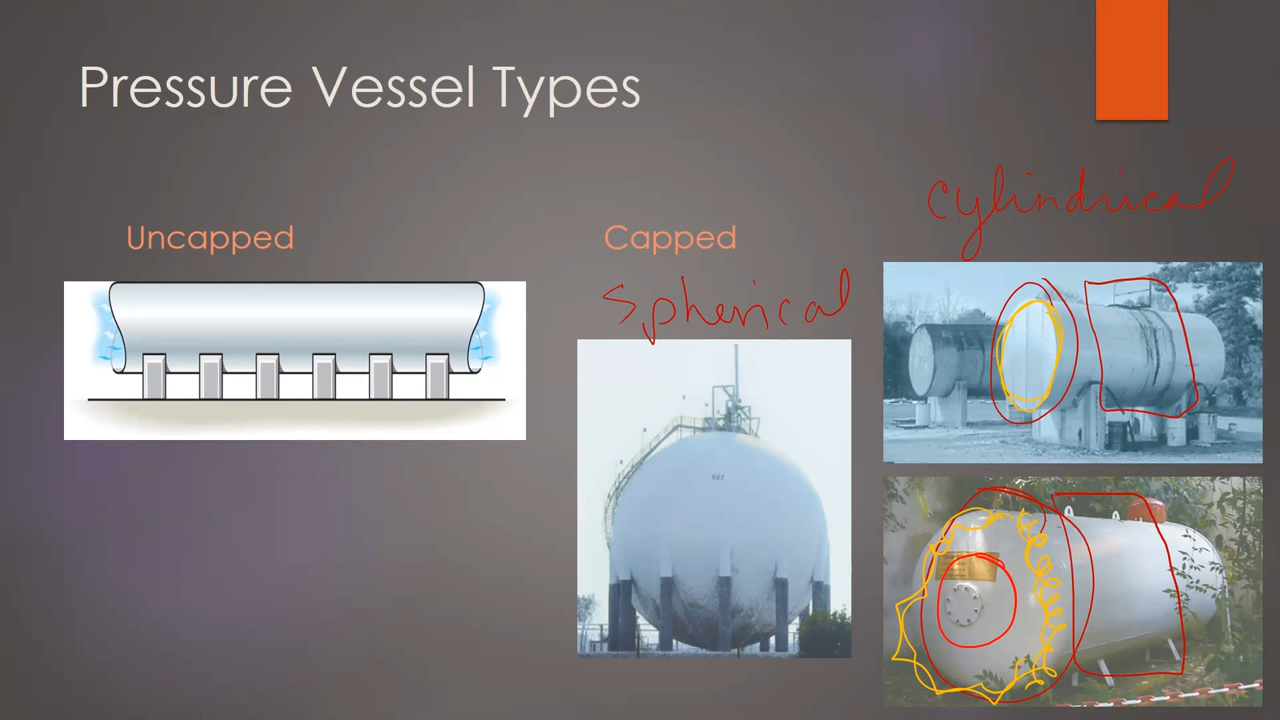 Pressure Vessel Types
Uncapped
Capped
Spherical
Cylindrical